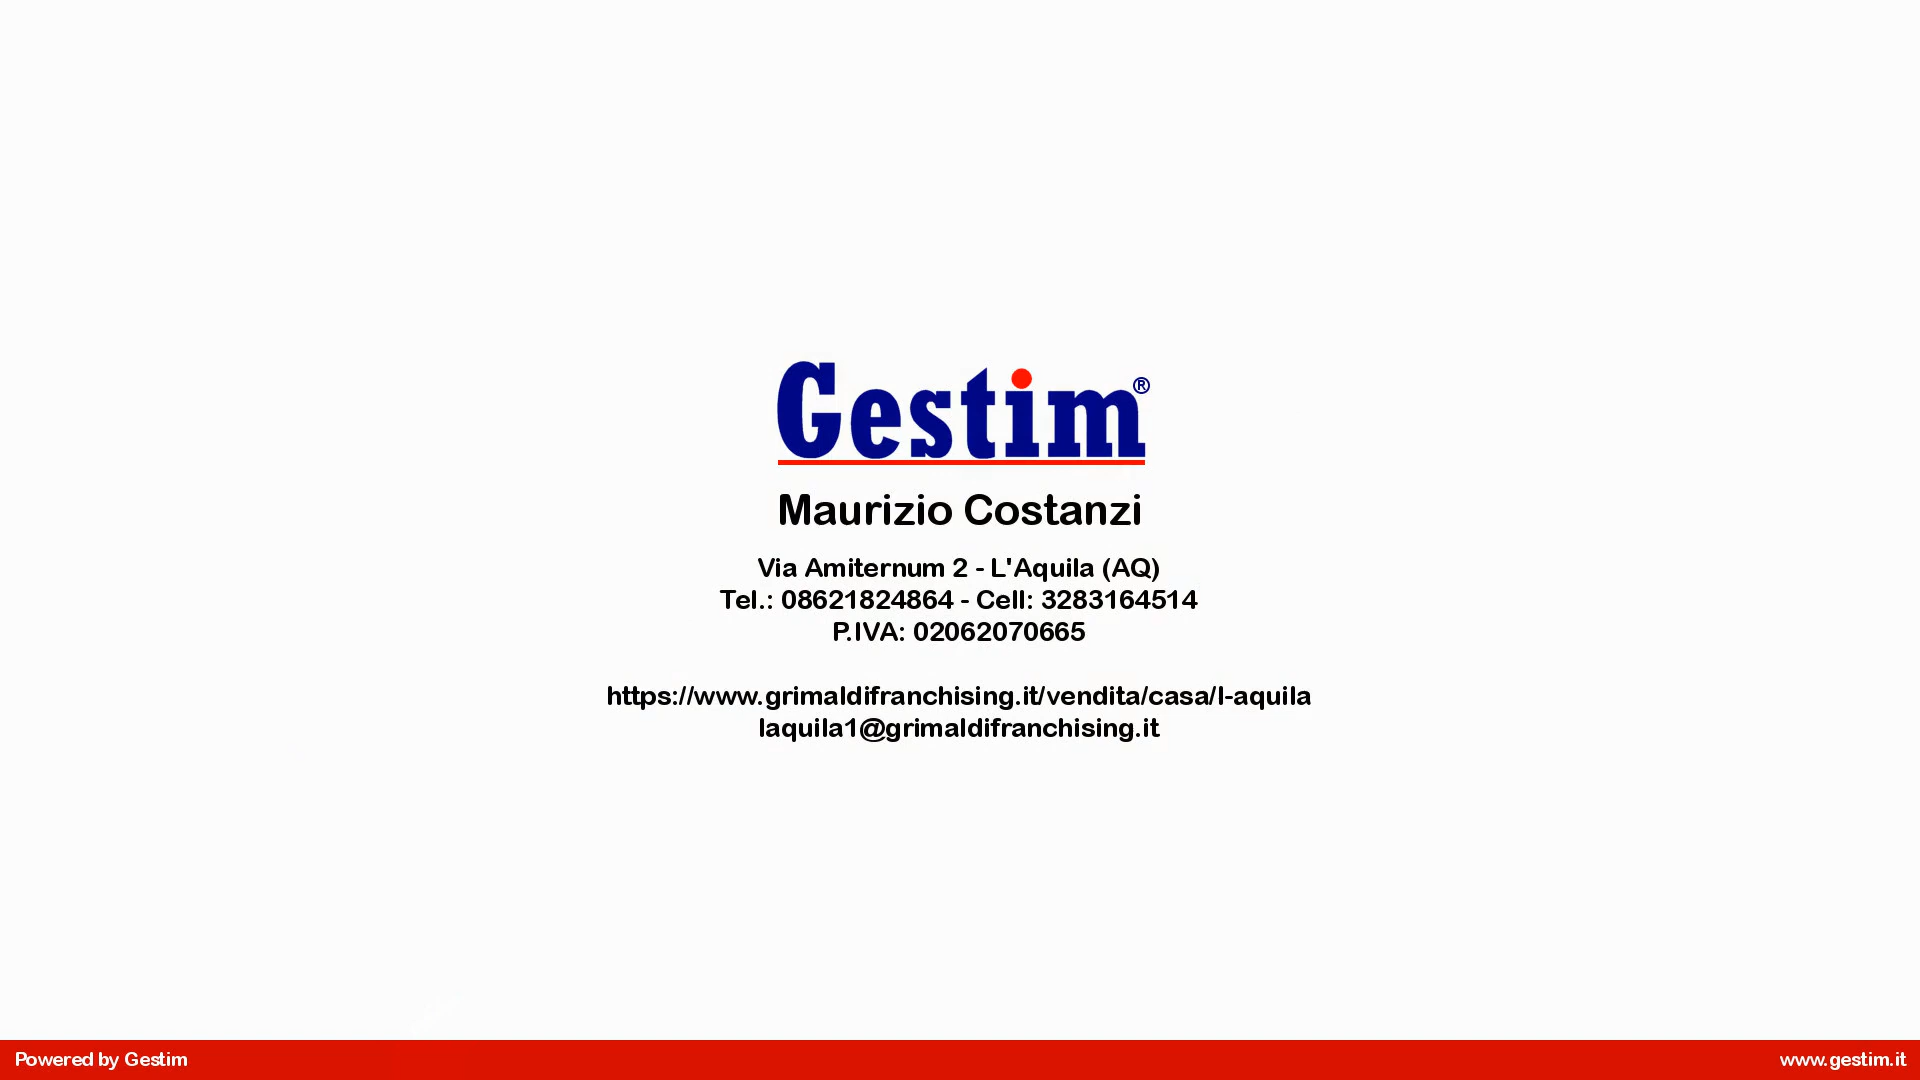 Gestim®
Maurizio Costanzi
Via Amiternum 2 - L'Aquila (AQ)
Tel.: 08621824864 - Cell: 3283164514
P.IVA: 02062070665
https://www.grimaldifranchising.it/vendita/casa/l-aquila
laquila1@grimaldifranchising.it
Powered by Gestim
www.gestim.it